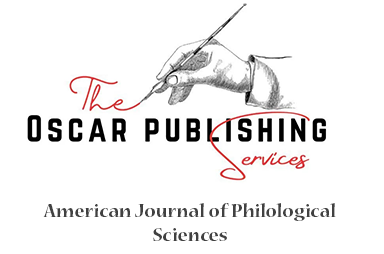 The
OSCAR PUBLISHING
Services
American Journal of Philological
Sciences